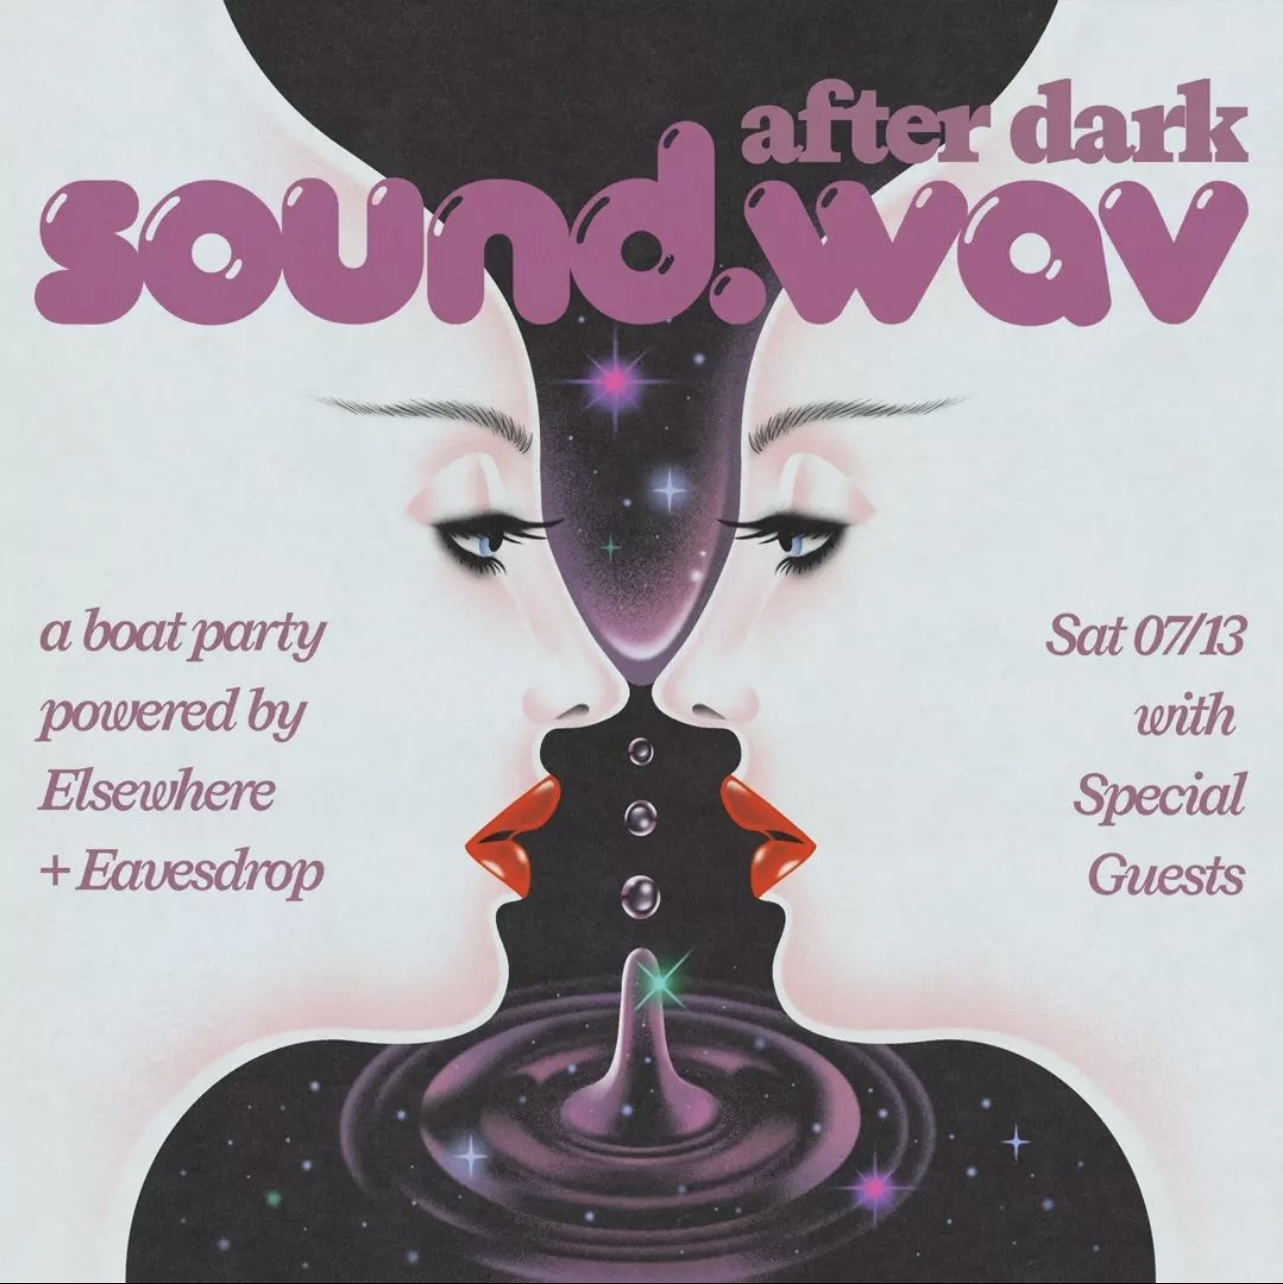 after dark
sound.wav
a boat party
powered by
Elsewhere
+ Eavesdrop
Sat 07/13
with
Special
Guests